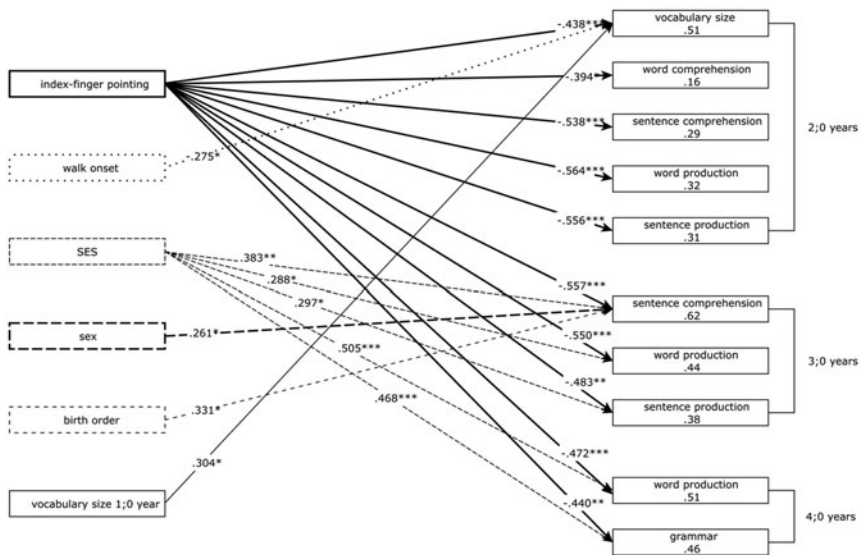 index-finger pointing
walk onset
SES
sex
birth order
vocabulary size 1;0 year
-.438***
-.394
-.538***
-.564***
-.556***
-.557***
-.550***
-.483**
-.472***
-.440**
.275*
.383**
.288*
.297*
.261*
.505***
.331*
.468***
.304*
vocabulary size
.51
word comprehension
.16
sentence comprehension
.29
word production
.32
sentence production
.31
2;0 years
sentence comprehension
.62
word production
.44
sentence production
.38
3;0 years
word production
.51
grammar
.46
4;0 years